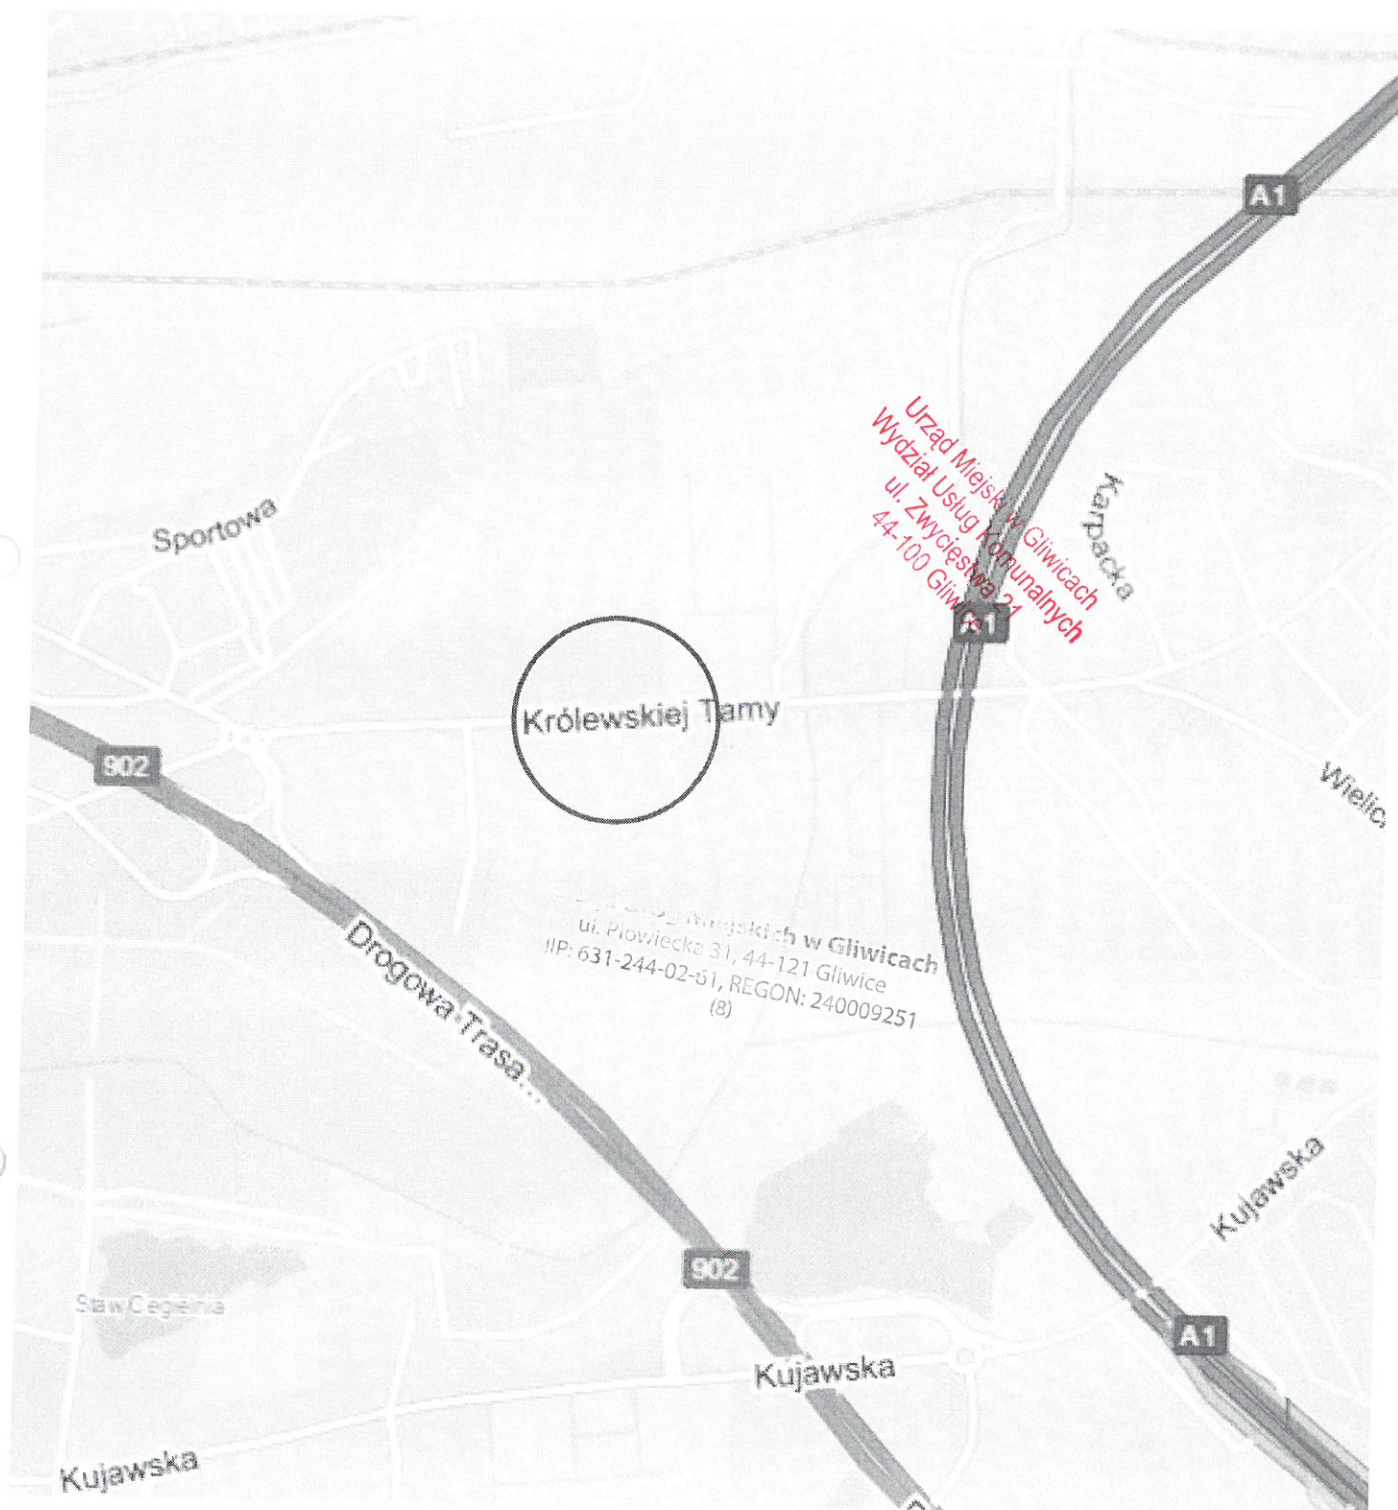 A1
Urząd Miejski w Gliwicach
Wydział Usług Komunalnych
ul. Zwycięstwa 21
44-100 Gliwice
Karpacka
Sportowa
A1
Królewskiej Tamy
902
Wielic
Miejskich w Gliwicach
ul. Płowiecka 31, 44-121 Gliwice
NIP: 631-244-02-61, REGON: 240009251
(8)
Drogowa Trasa...
Kujawska
902
Staw Cegielnia
A1
Kujawska
Kujawska